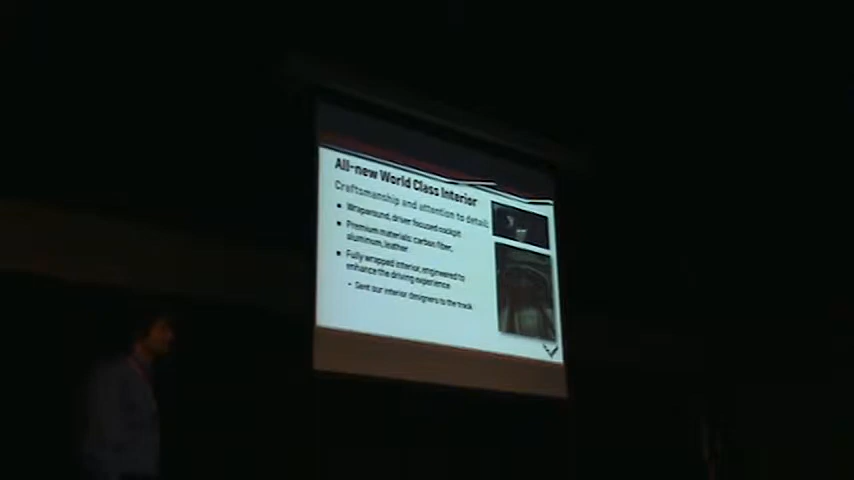 All-new World Class Interior
Craftsmanship and attention to detail:
• Wraparound, driver focused cockpit
• Premium materials: carbon fiber,
aluminum, leather
• Fully wrapped interior, engineered to
enhance the driving experience
- Sent our interior designers to the track